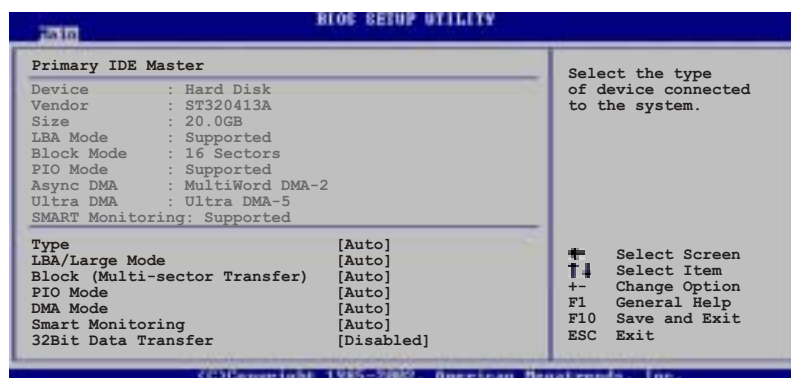 BIOS SETUP UTILITY
Main
Primary IDE Master
Device : Hard Disk
Vendor : ST320413A
Size : 20.0GB
LBA Mode : Supported
Block Mode : 16 Sectors
PIO Mode : Supported
Async DMA : MultiWord DMA-2
Ultra DMA : Ultra DMA-5
SMART Monitoring: Supported
Type [Auto]
LBA/Large Mode [Auto]
Block (Multi-sector Transfer) [Auto]
PIO Mode [Auto]
DMA Mode [Auto]
Smart Monitoring [Auto]
32Bit Data Transfer [Disabled]
Select the type
of device connected
to the system.
← Select Screen
↑↓ Select Item
+- Change Option
F1 General Help
F10 Save and Exit
ESC Exit
(C)Copyright 1985-2002, American Megatrends, Inc.